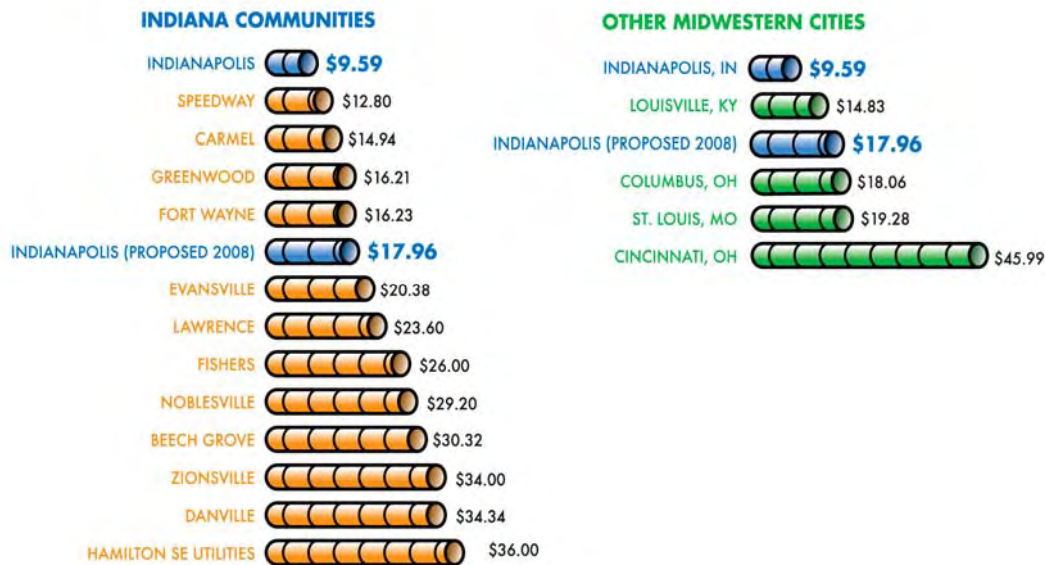 INDIANA COMMUNITIES
INDIANAPOLIS $9.59
SPEEDWAY $12.80
CARMEL $14.94
GREENWOOD $16.21
FORT WAYNE $16.23
INDIANAPOLIS (PROPOSED 2008) $17.96
EVANSVILLE $20.38
LAWRENCE $23.60
FISHERS $26.00
NOBLESVILLE $29.20
BEECH GROVE $30.32
ZIONSVILLE $34.00
DANVILLE $34.34
HAMILTON SE UTILITIES $36.00
OTHER MIDWESTERN CITIES
INDIANAPOLIS, IN $9.59
LOUISVILLE, KY $14.83
INDIANAPOLIS (PROPOSED 2008) $17.96
COLUMBUS, OH $18.06
ST. LOUIS, MO $19.28
CINCINNATI, OH $45.99